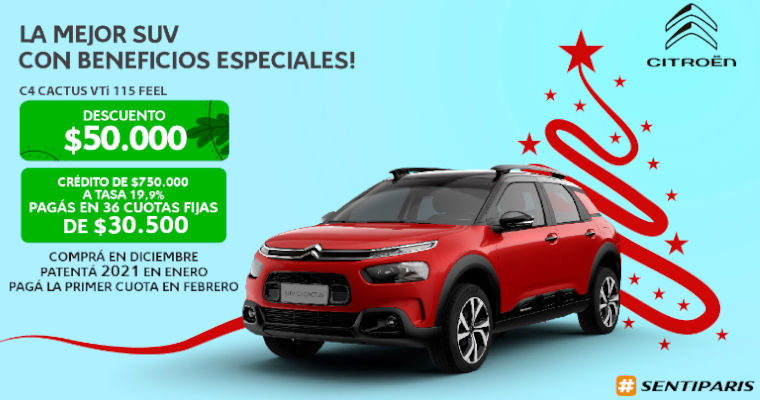 LA MEJOR SUV
CON BENEFICIOS ESPECIALES!
C4 CACTUS VTi 115 FEEL
DESCUENTO
$50.000
CRÉDITO DE $750.000
A TASA 19,9%
PAGÁS EN 36 CUOTAS FIJAS
DE $30.500
COMPRÁ EN DICIEMBRE
PATENTÁ 2021 EN ENERO
PAGÁ LA PRIMER CUOTA EN FEBRERO
CITROËN
# SENTIPARIS